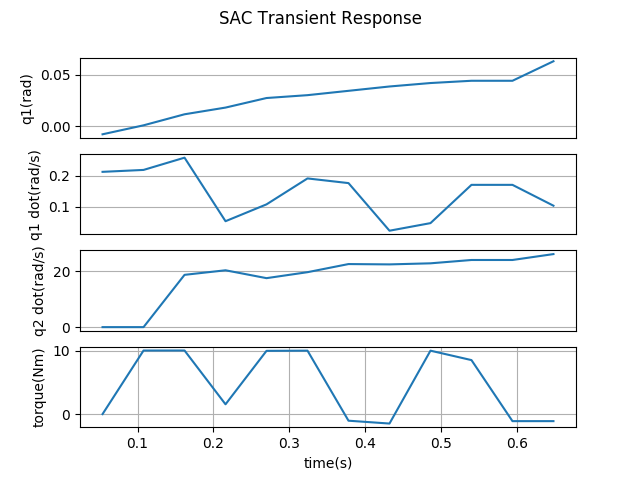 SAC Transient Response
q1(rad)
0.05
0.00
q1 dot(rad/s)
0.2
0.1
q2 dot(rad/s)
20
0
torque(Nm)
10
0
0.1 0.2 0.3 0.4 0.5 0.6
time(s)